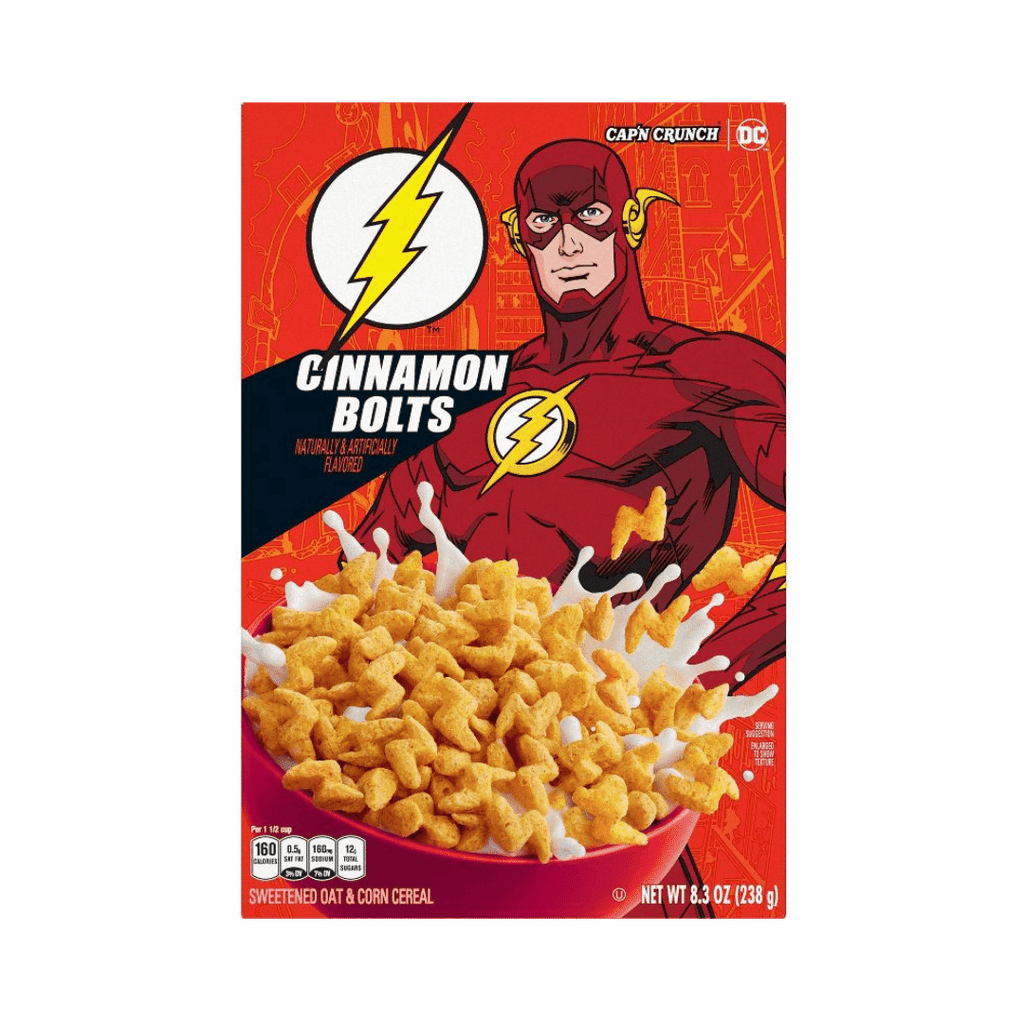 CAP'N CRUNCH DC
TM
CINNAMON
BOLTS
NATURALLY & ARTIFICIALLY
FLAVORED
SERVING
SUGGESTION
ENLARGED
TO SHOW
TEXTURE
Per 1 1/2 cup
160 CALORIES
0.5g SAT FAT 3% DV
160mg SODIUM 7% DV
12g TOTAL SUGARS
SWEETENED OAT & CORN CEREAL
U NET WT 8.3 OZ (238 g)